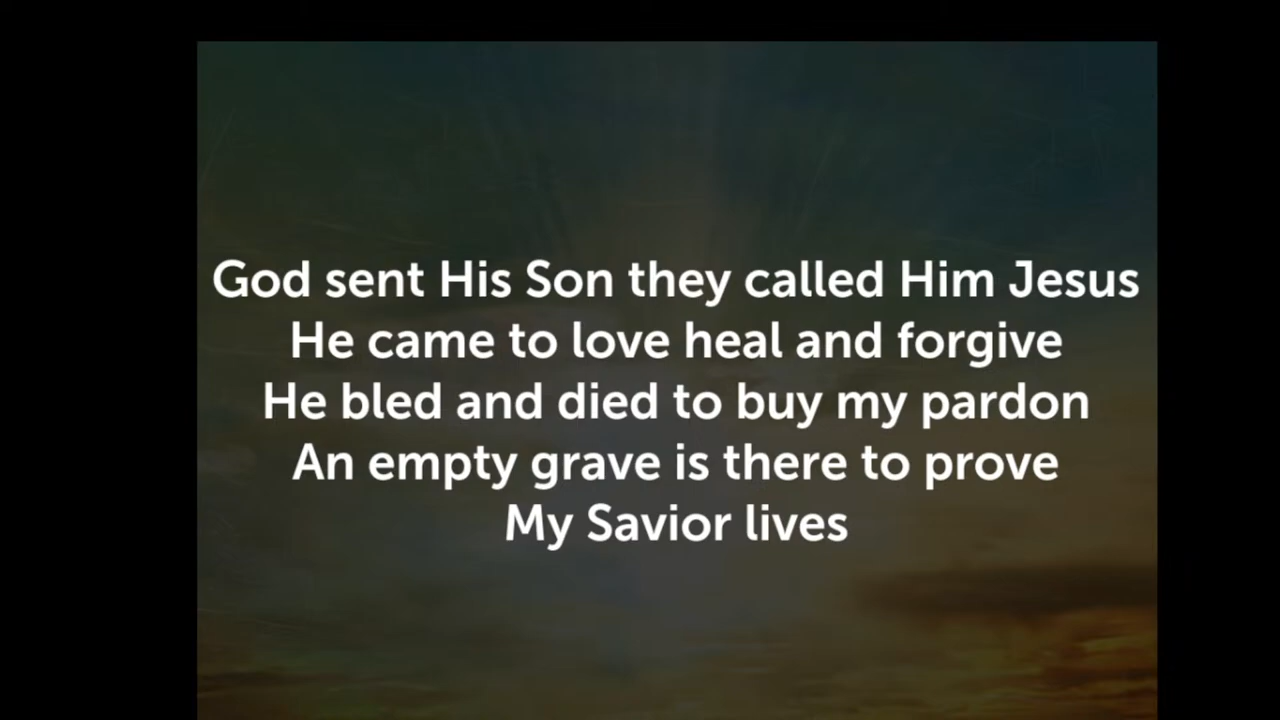 God sent His Son they called Him Jesus
He came to love heal and forgive
He bled and died to buy my pardon
An empty grave is there to prove
My Savior lives